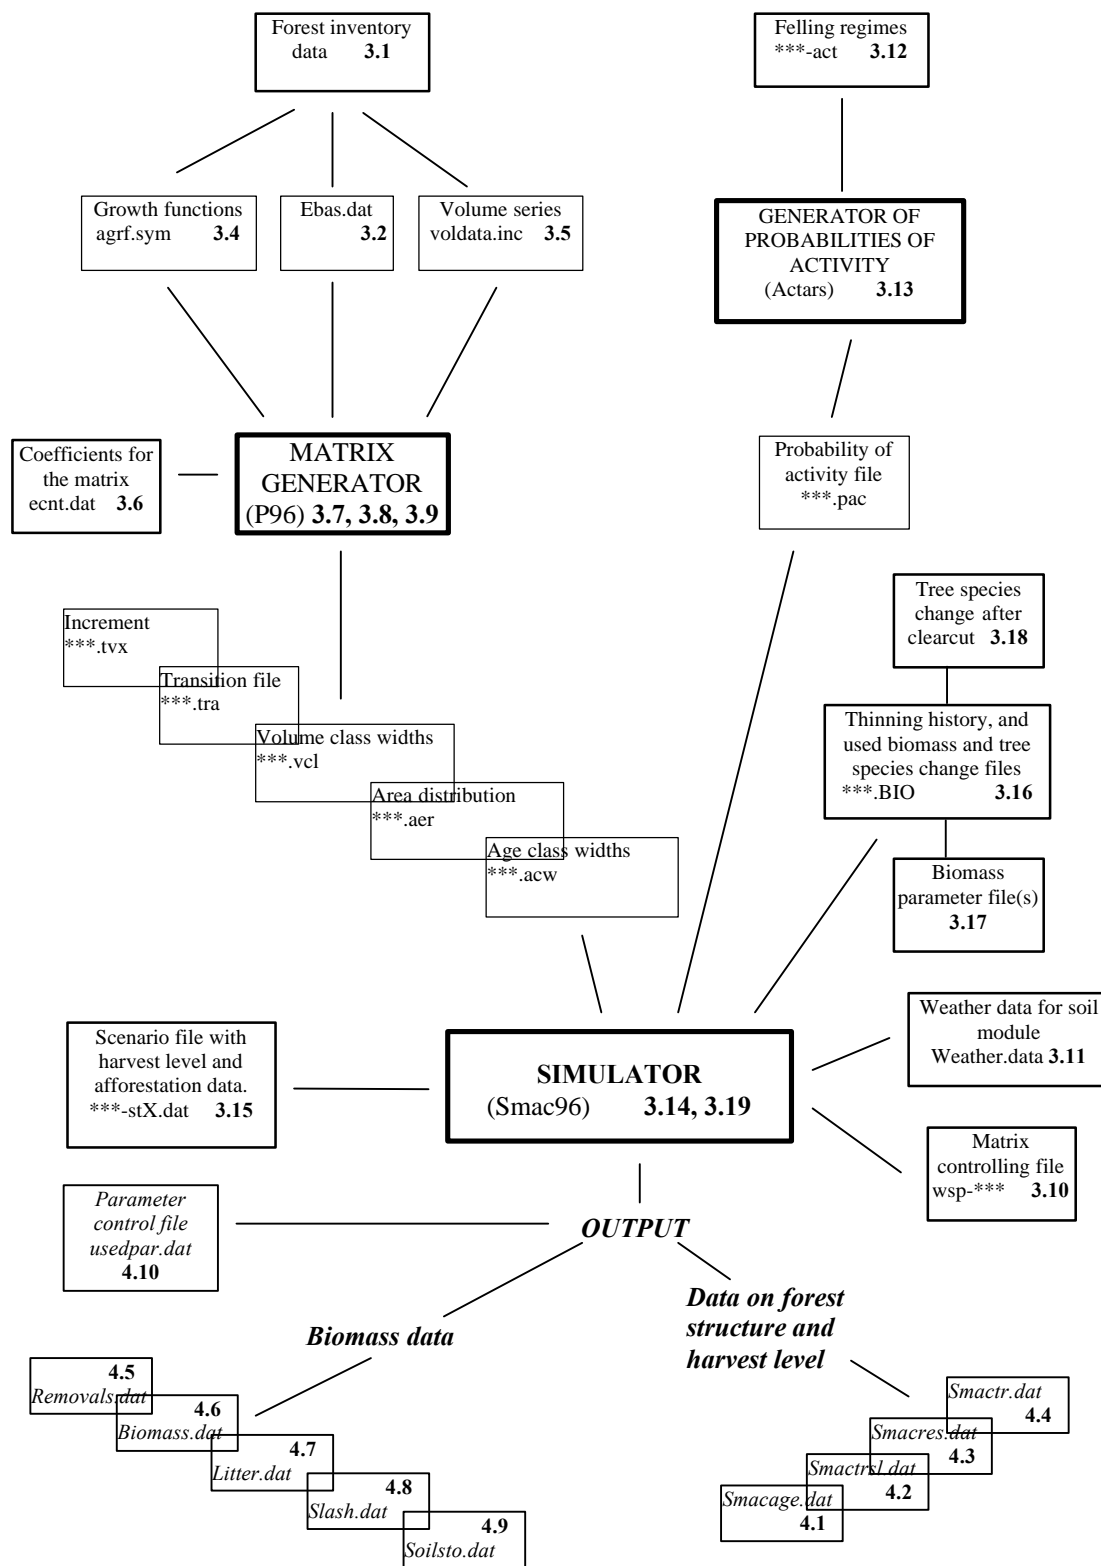 Forest inventory
data 3.1
Felling regimes
***-act 3.12
Growth functions
agrf.sym 3.4
Ebas.dat
3.2
Volume series
voldata.inc 3.5
GENERATOR OF
PROBABILITIES OF
ACTIVITY
(Actars) 3.13
Coefficients for
the matrix
ecnt.dat 3.6
MATRIX
GENERATOR
(P96) 3.7, 3.8, 3.9
Probability of
activity file
***.pac
Increment
***.tvx
Transition file
***.tra
Volume class widths
***.vcl
Area distribution
***.aer
Age class widths
***.acw
Tree species
change after
clearcut 3.18
Thinning history, and
used biomass and tree
species change files
***.BIO 3.16
Biomass
parameter file(s)
3.17
Scenario file with
harvest level and
afforestation data.
***-stX.dat 3.15
SIMULATOR
(Smac96) 3.14, 3.19
Weather data for soil
module
Weather.data 3.11
Matrix
controlling file
wsp-*** 3.10
Parameter
control file
usedpar.dat
4.10
OUTPUT
Biomass data
Data on forest
structure and
harvest level
4.5
Removals.dat
4.6
Biomass.dat
4.7
Litter.dat
4.8
Slash.dat
4.9
Soilsto.dat
Smactr.dat
4.4
Smacres.dat
4.3
Smactrsl.dat
4.2
Smacage.dat
4.1